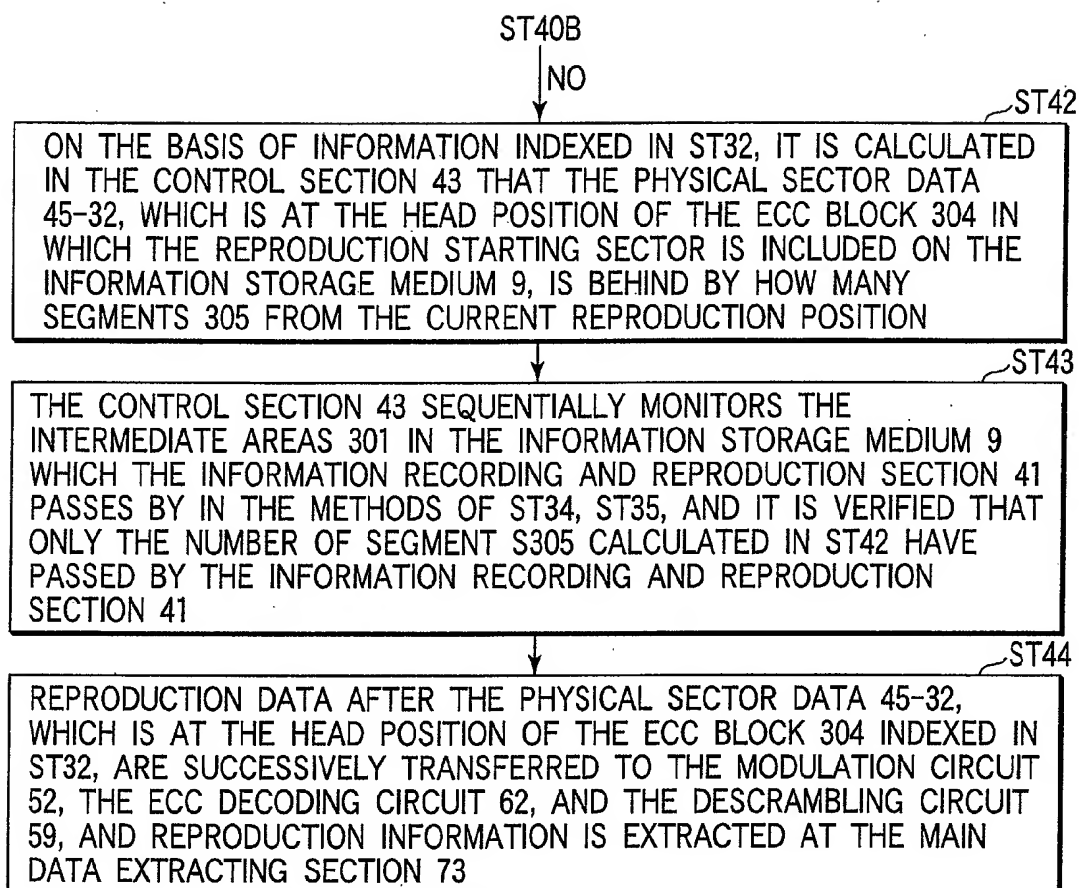 ST40B
NO
ST42
ON THE BASIS OF INFORMATION INDEXED IN ST32, IT IS CALCULATED
IN THE CONTROL SECTION 43 THAT THE PHYSICAL SECTOR DATA
45-32, WHICH IS AT THE HEAD POSITION OF THE ECC BLOCK 304 IN
WHICH THE REPRODUCTION STARTING SECTOR IS INCLUDED ON THE
INFORMATION STORAGE MEDIUM 9, IS BEHIND BY HOW MANY
SEGMENTS 305 FROM THE CURRENT REPRODUCTION POSITION
ST43
THE CONTROL SECTION 43 SEQUENTIALLY MONITORS THE
INTERMEDIATE AREAS 301 IN THE INFORMATION STORAGE MEDIUM 9
WHICH THE INFORMATION RECORDING AND REPRODUCTION SECTION 41
PASSES BY IN THE METHODS OF ST34, ST35, AND IT IS VERIFIED THAT
ONLY THE NUMBER OF SEGMENT S305 CALCULATED IN ST42 HAVE
PASSED BY THE INFORMATION RECORDING AND REPRODUCTION
SECTION 41
ST44
REPRODUCTION DATA AFTER THE PHYSICAL SECTOR DATA 45-32,
WHICH IS AT THE HEAD POSITION OF THE ECC BLOCK 304 INDEXED IN
ST32, ARE SUCCESSIVELY TRANSFERRED TO THE MODULATION CIRCUIT
52, THE ECC DECODING CIRCUIT 62, AND THE DESCRAMBLING CIRCUIT
59, AND REPRODUCTION INFORMATION IS EXTRACTED AT THE MAIN
DATA EXTRACTING SECTION 73